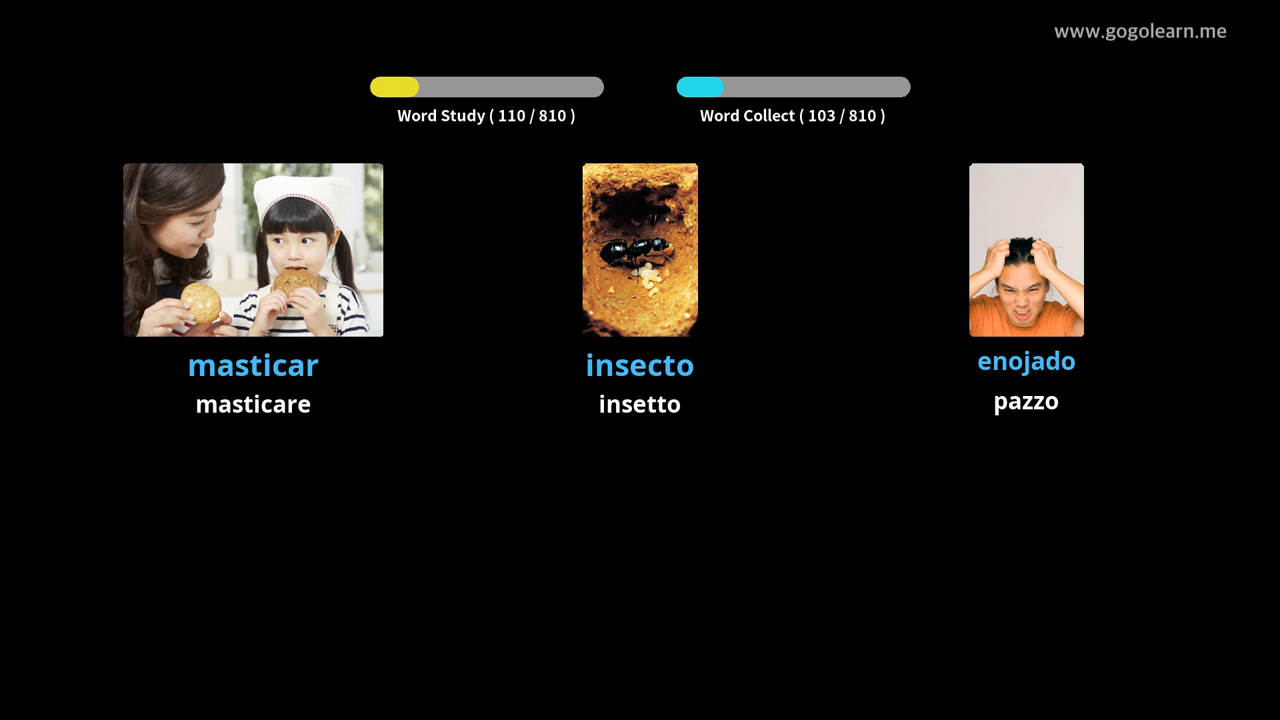 www.gogolearn.me
Word Study ( 110 / 810 )
Word Collect ( 103 / 810 )
masticar
masticare
insecto
insetto
enojado
pazzo